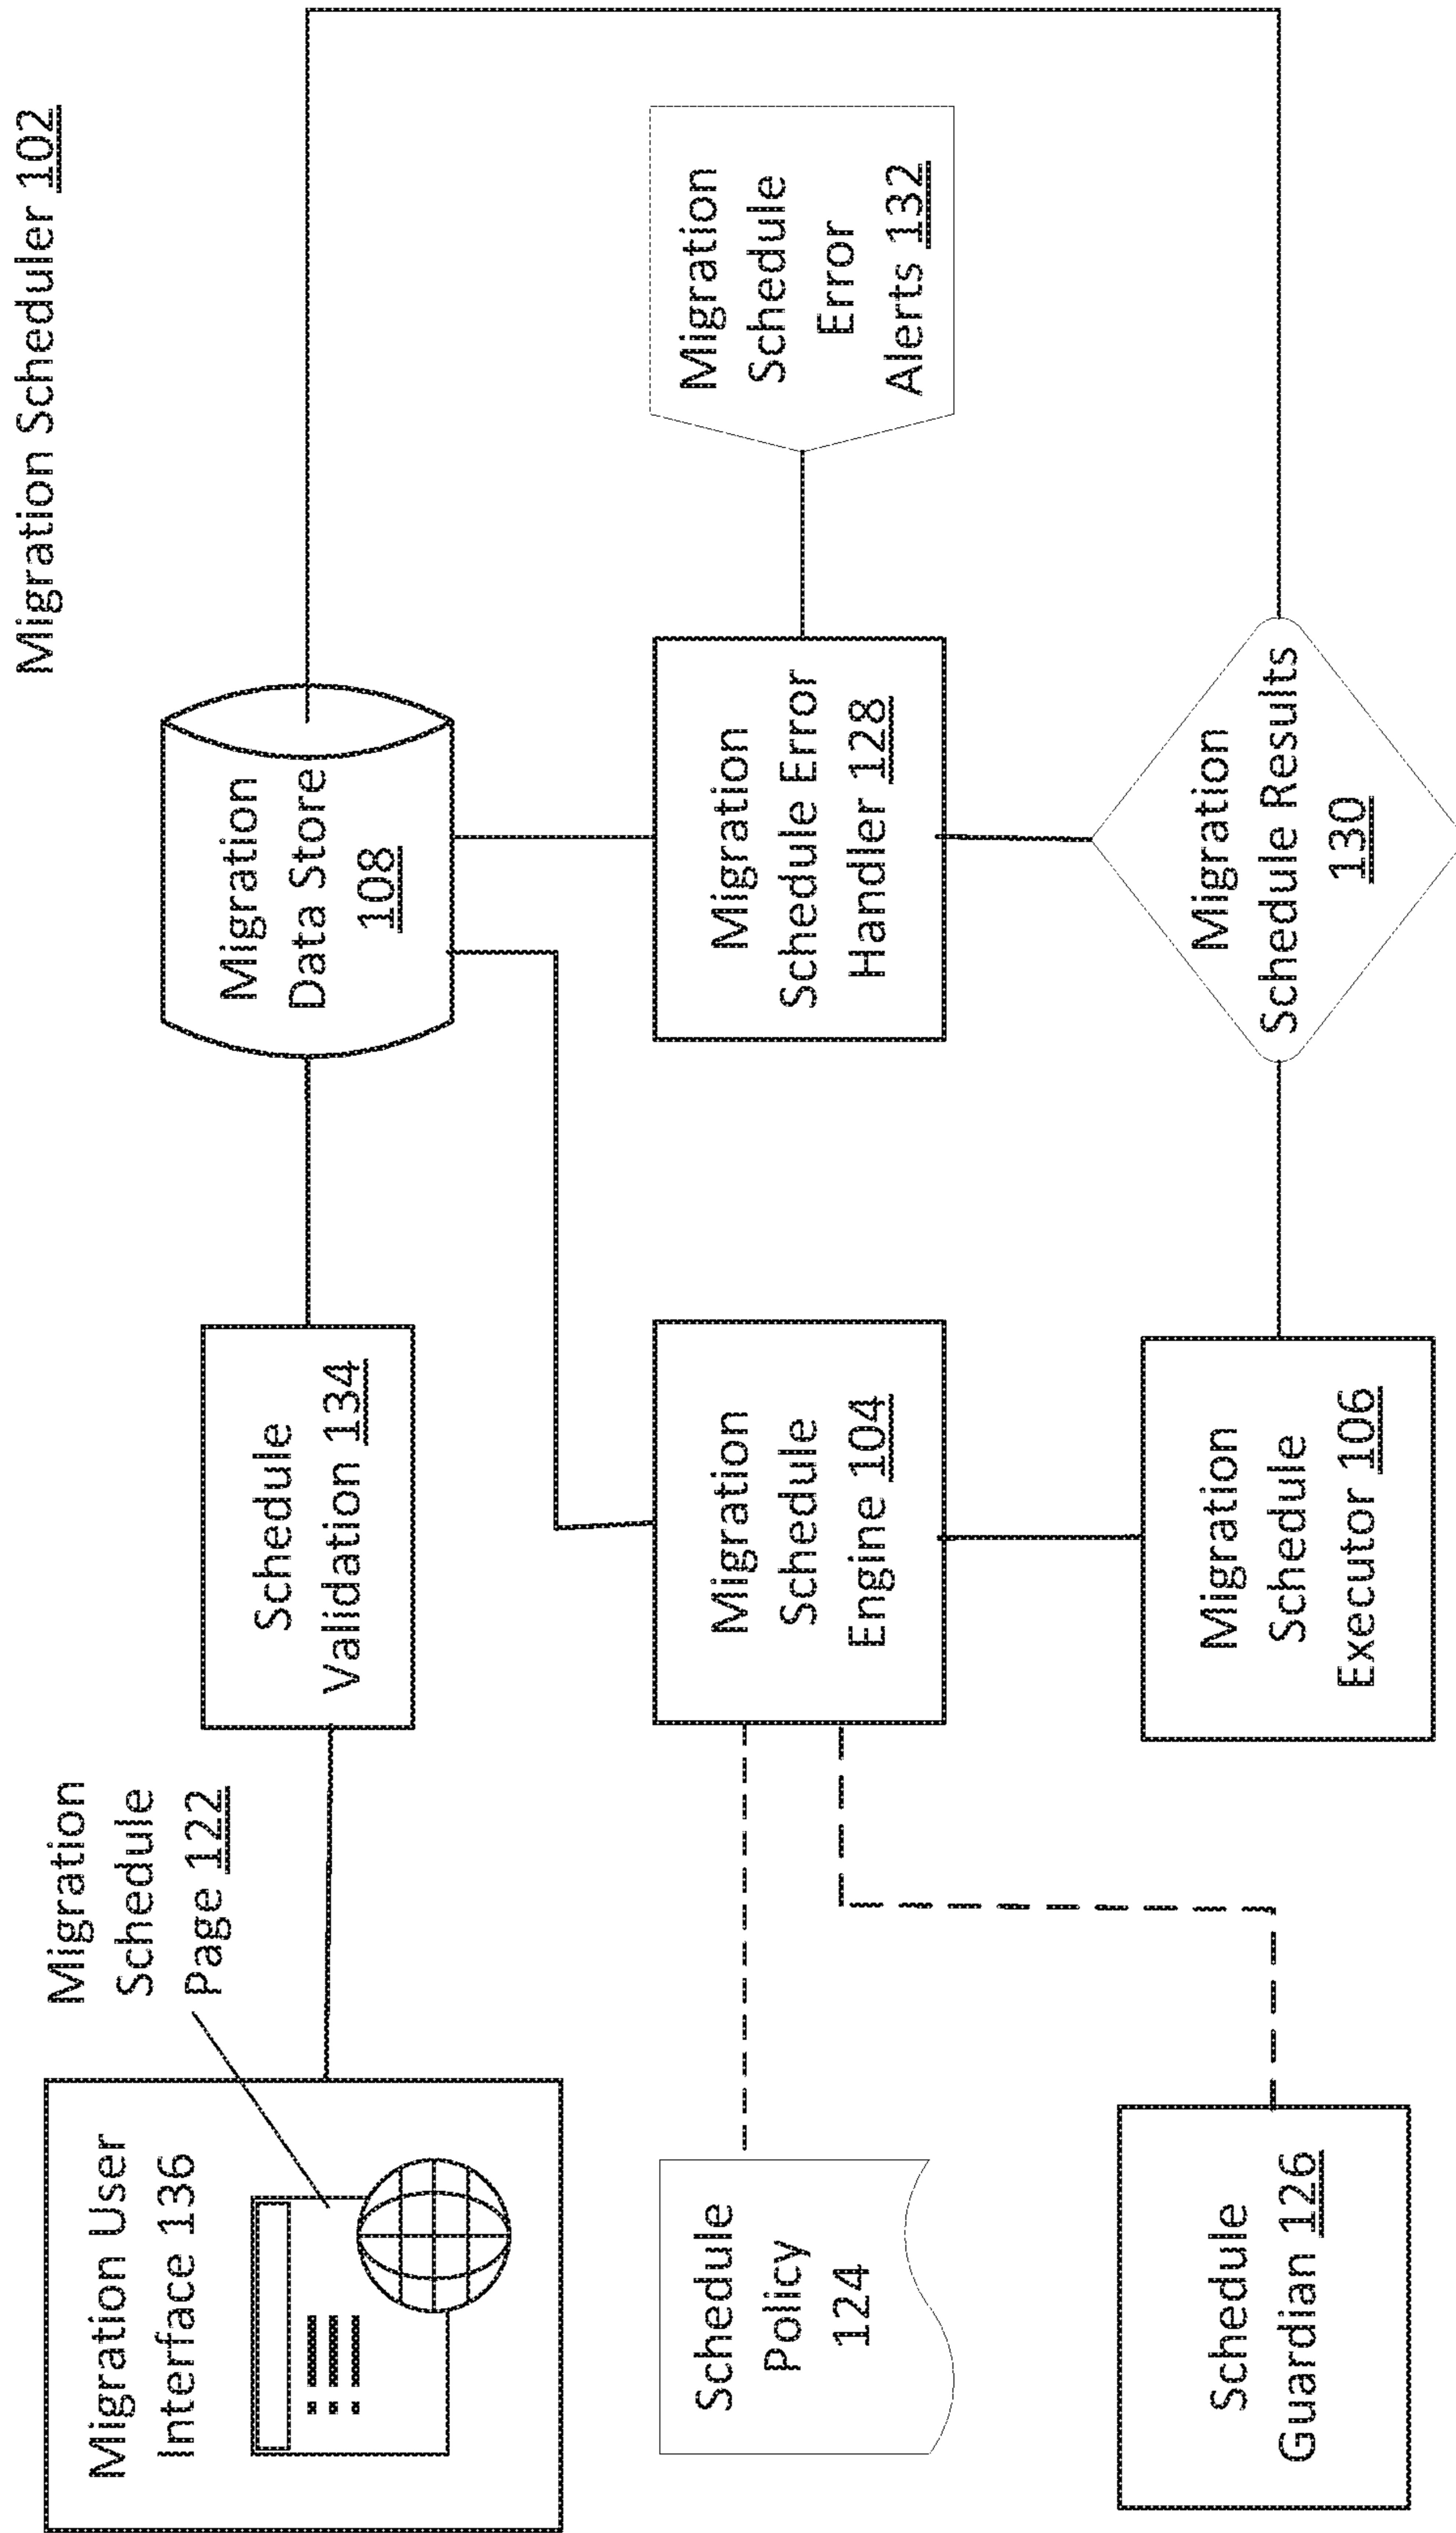 Migration Scheduler 102
Migration User
Interface 136
Migration
Schedule
Page 122
Schedule
Validation 134
Migration
Data Store
108
Schedule
Policy
124
Migration
Schedule
Engine 104
Migration
Schedule Error
Handler 128
Migration
Schedule
Error
Alerts 132
Schedule
Guardian 126
Migration
Schedule
Executor 106
Migration
Schedule Results
130